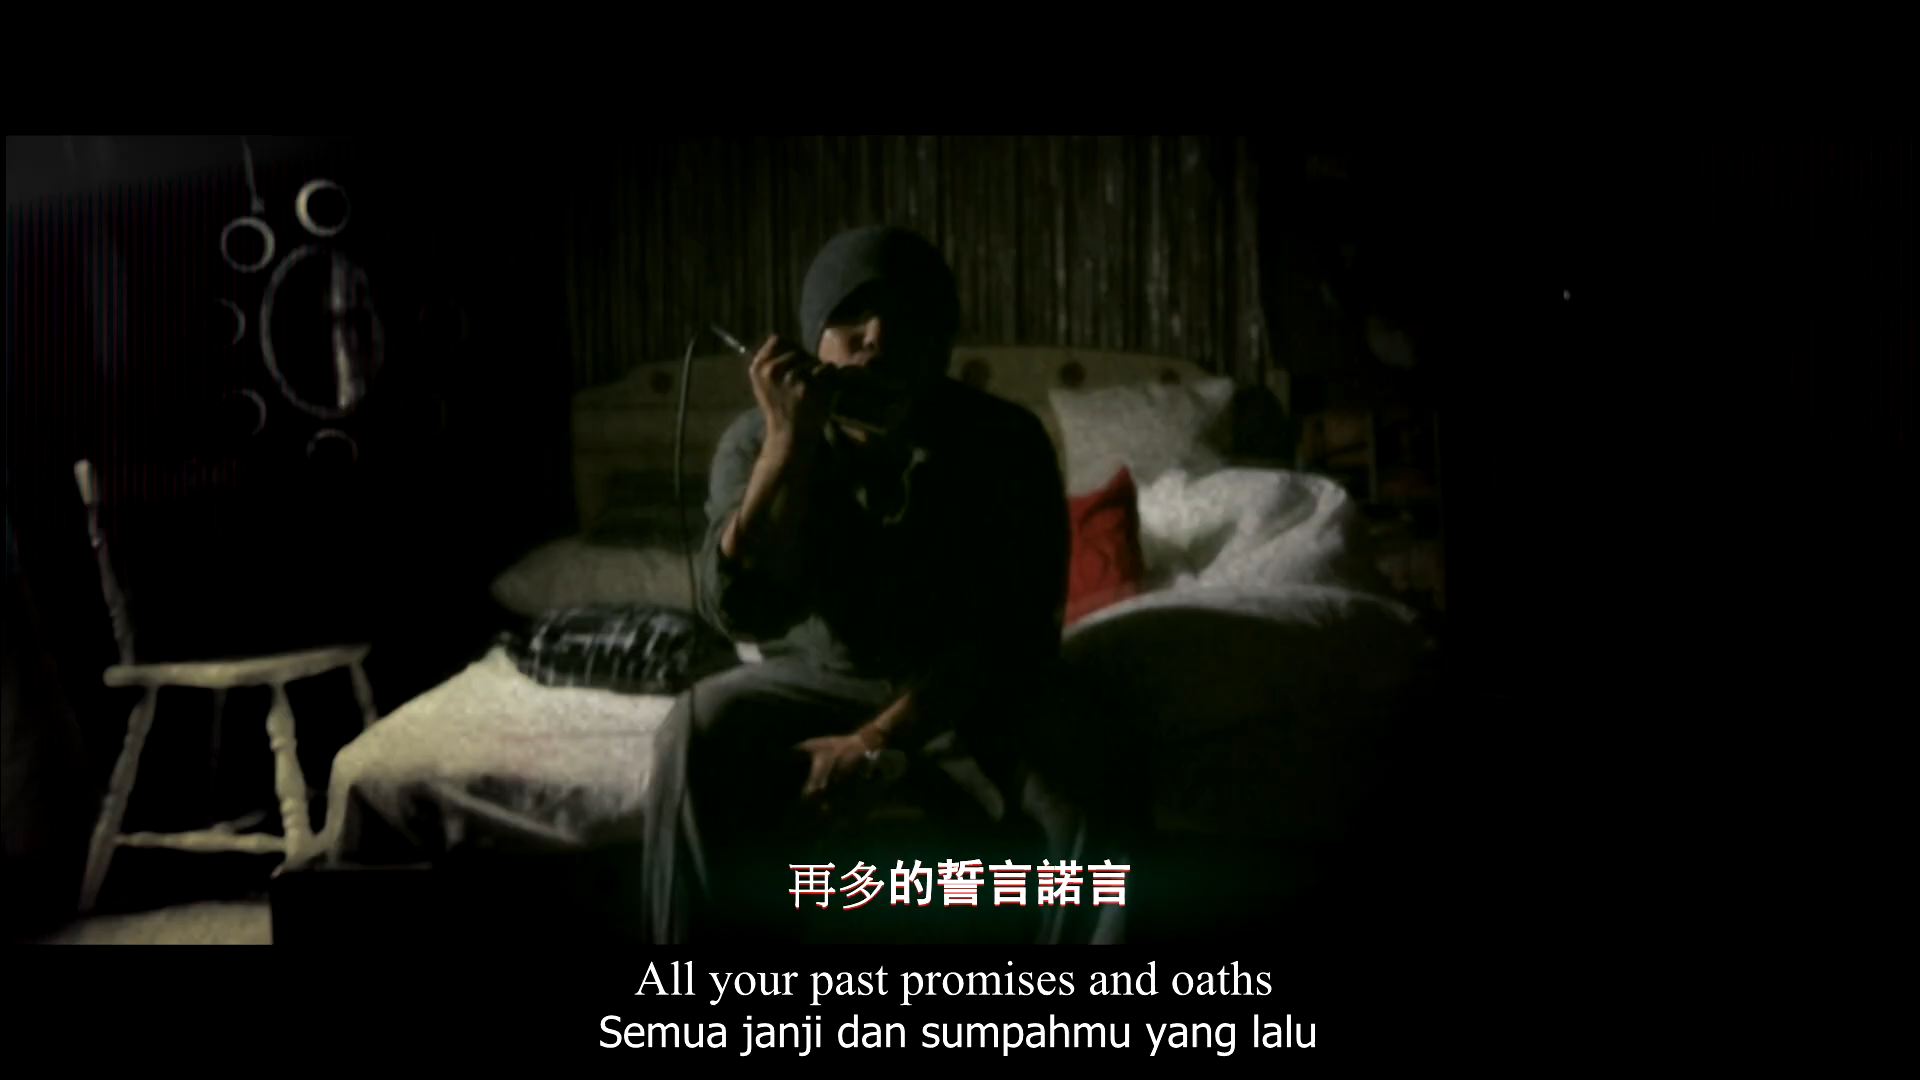 再多的誓言諾言
All your past promises and oaths
Semua janji dan sumpahmu yang lalu